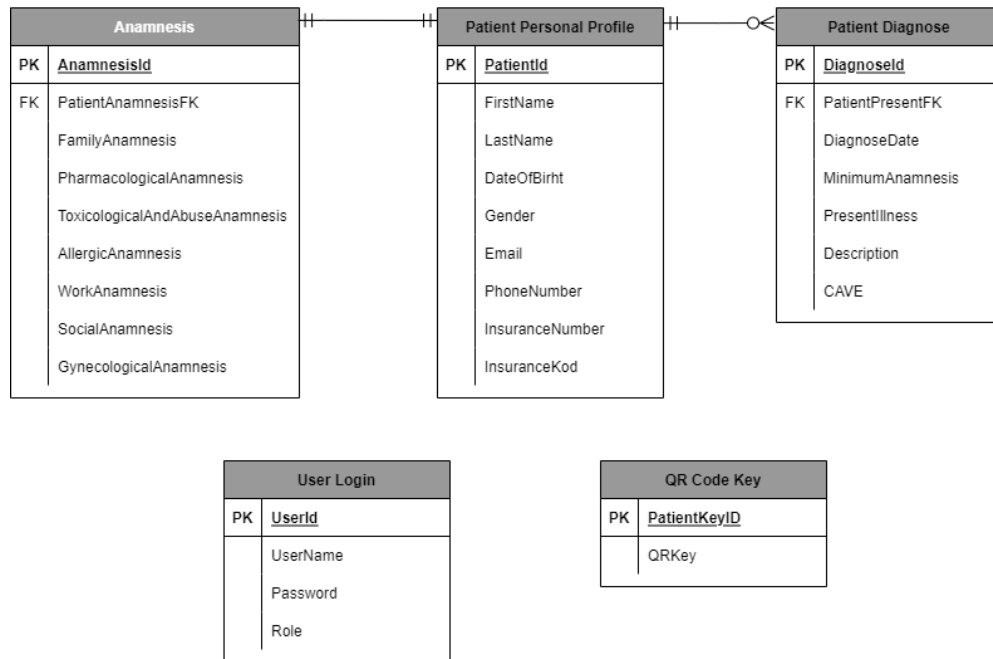 Anamnesis
PK AnamnesisId
FK PatientAnamnesisFK
FamilyAnamnesis
PharmacologicalAnamnesis
ToxicologicalAndAbuseAnamnesis
AllergicAnamnesis
WorkAnamnesis
SocialAnamnesis
GynecologicalAnamnesis
Patient Personal Profile
PK PatientId
FirstName
LastName
DateOfBirht
Gender
Email
PhoneNumber
InsuranceNumber
InsuranceKod
Patient Diagnose
PK DiagnoseId
FK PatientPresentFK
DiagnoseDate
MinimumAnamnesis
PresentIllness
Description
CAVE
User Login
PK UserId
UserName
Password
Role
QR Code Key
PK PatientKeyID
QRKey